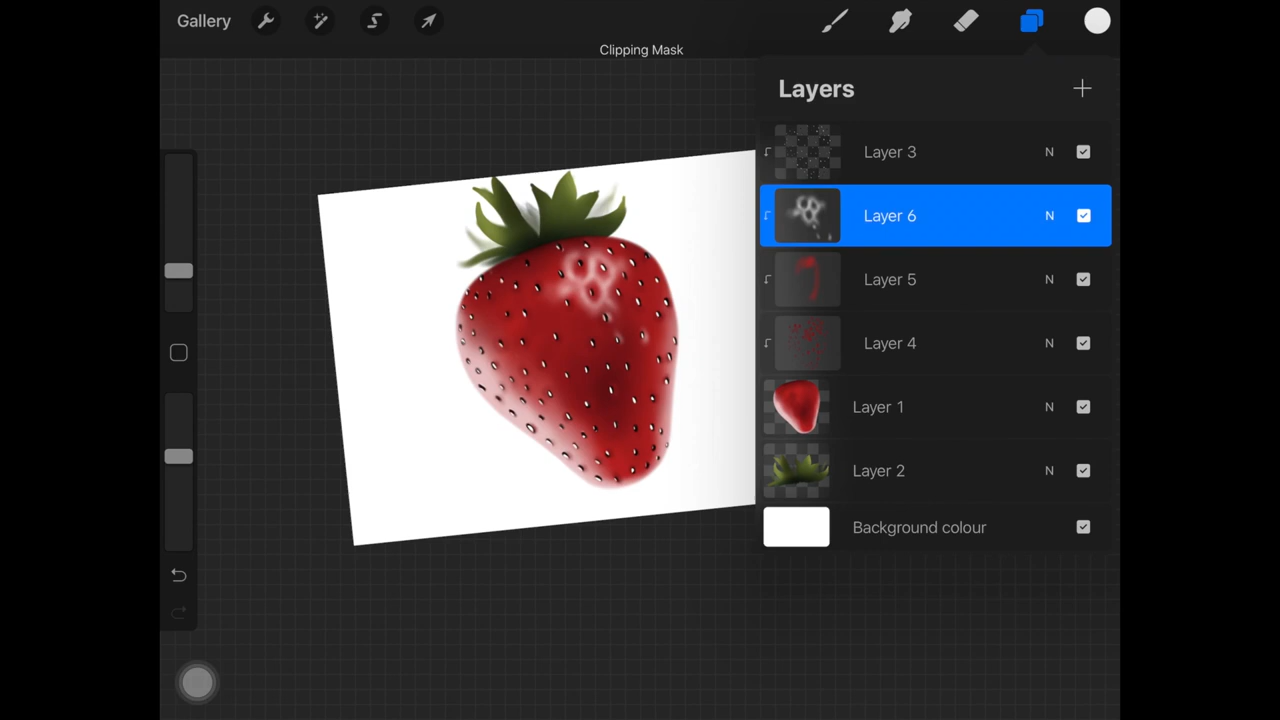 Gallery
Clipping Mask
Layers
Layer 3 N
Layer 6 N
Layer 5 N
Layer 4 N
Layer 1 N
Layer 2 N
Background colour